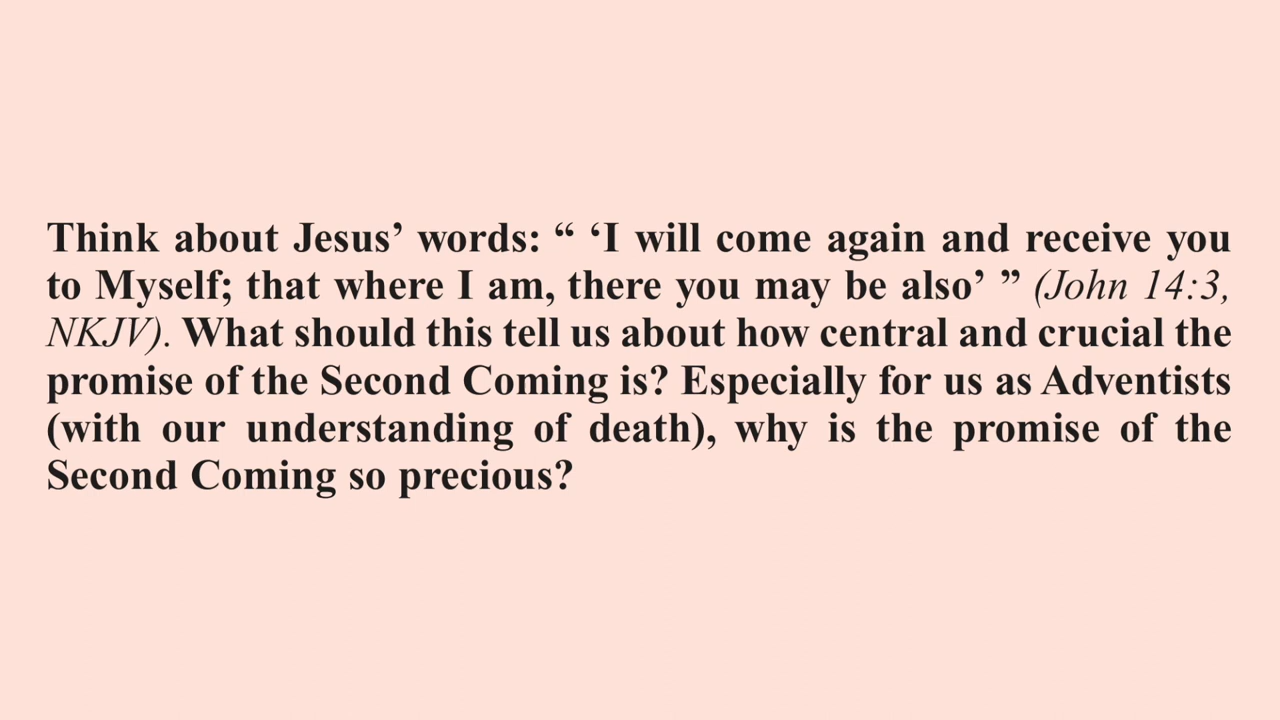 Think about Jesus’ words: “ ‘I will come again and receive you
to Myself; that where I am, there you may be also’ ” (John 14:3,
NKJV). What should this tell us about how central and crucial the
promise of the Second Coming is? Especially for us as Adventists
(with our understanding of death), why is the promise of the
Second Coming so precious?